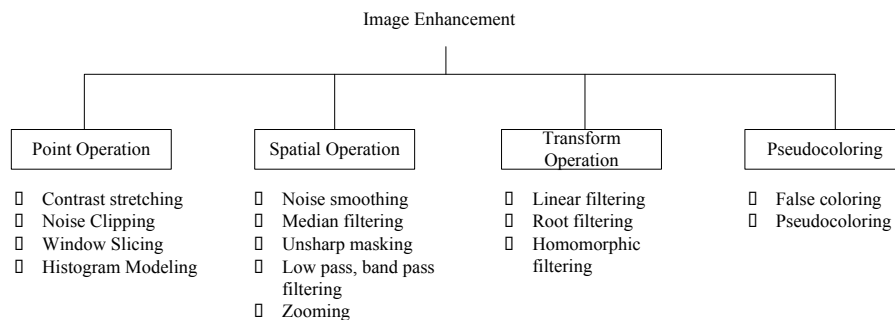 Image Enhancement
Point Operation
Spatial Operation
Transform
Operation
Pseudocoloring
Contrast stretching
Noise Clipping
Window Slicing
Histogram Modeling
Noise smoothing
Median filtering
Unsharp masking
Low pass, band pass
filtering
Zooming
Linear filtering
Root filtering
Homomorphic
filtering
False coloring
Pseudocoloring